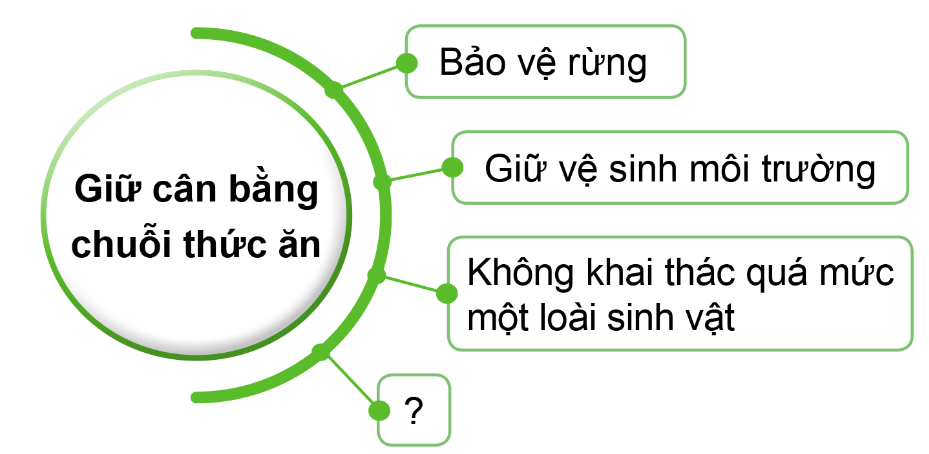 Giữ cân bằng
chuỗi thức ăn
Bảo vệ rừng
Giữ vệ sinh môi trường
Không khai thác quá mức
một loài sinh vật
?